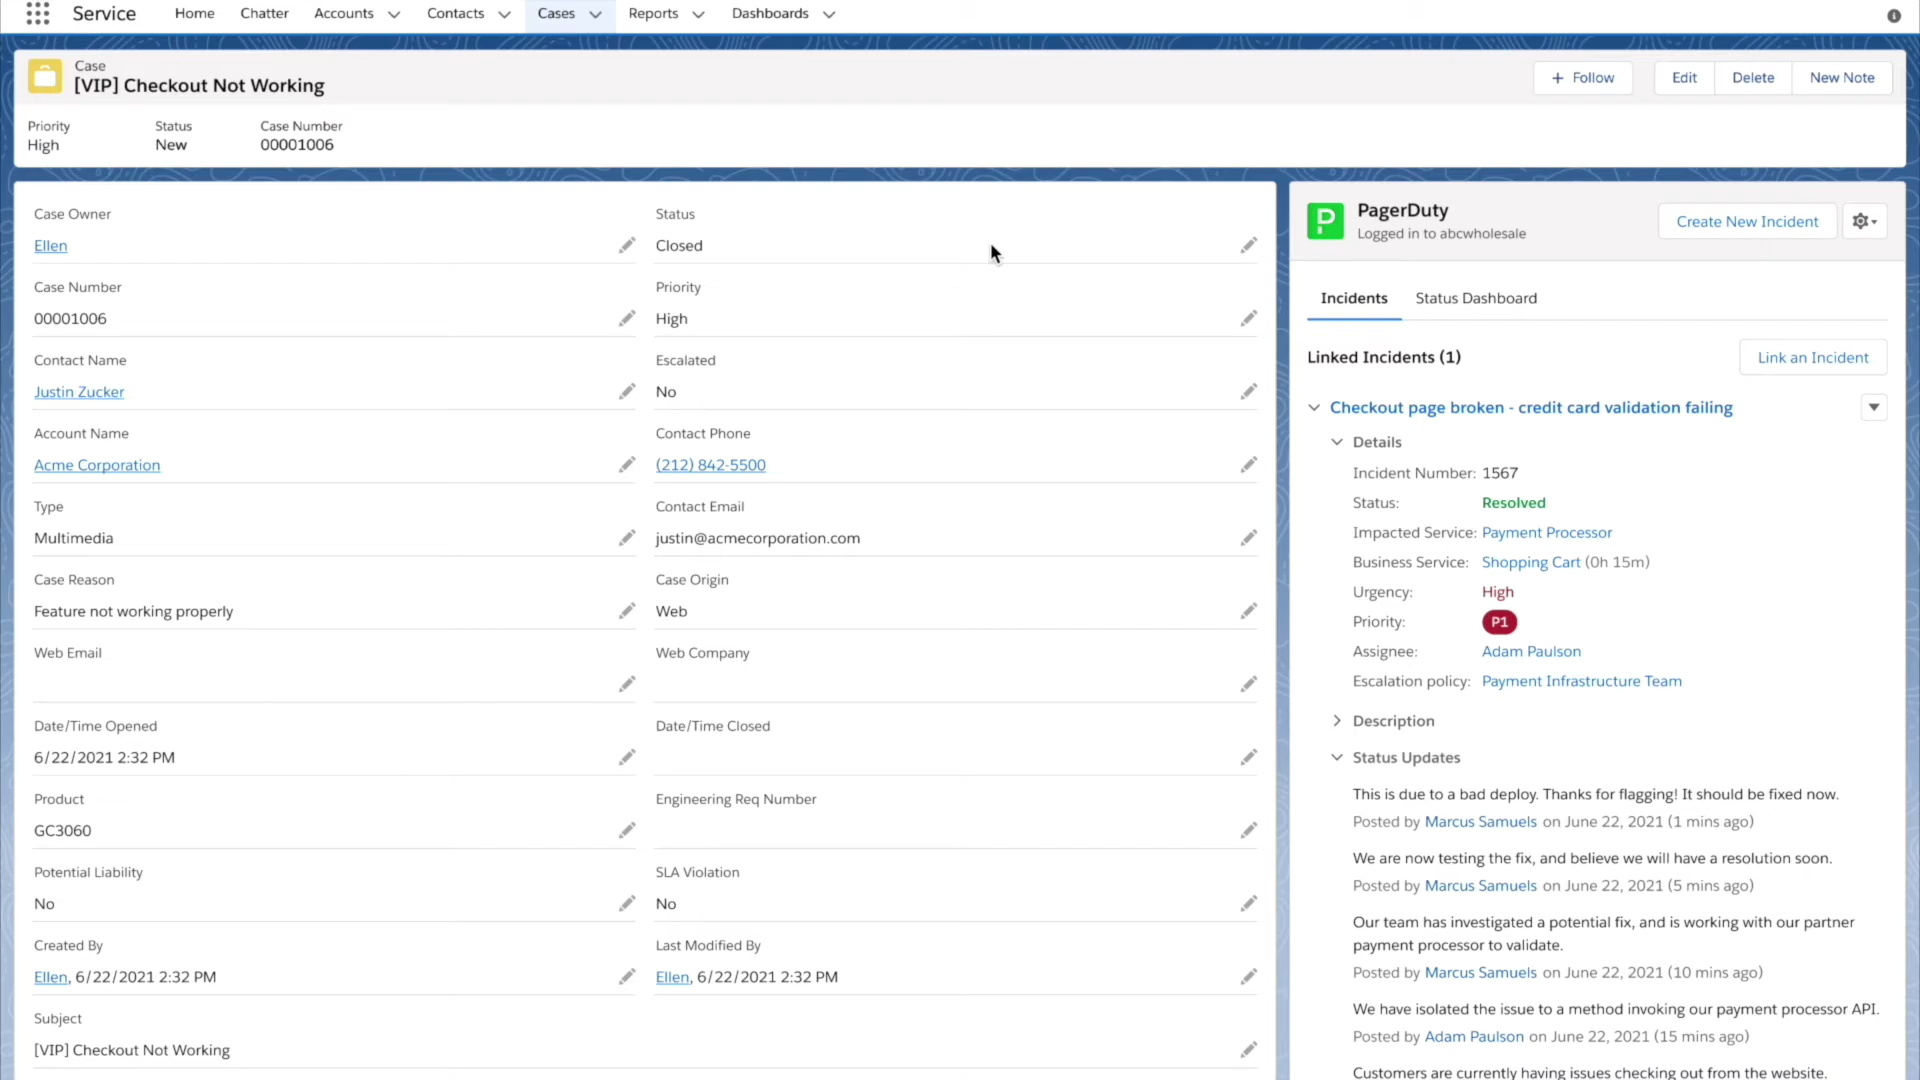 Service Home Chatter Accounts Contacts Cases Reports Dashboards
Case
[VIP] Checkout Not Working
+ Follow Edit Delete New Note
Priority Status Case Number
High New 00001006
Case Owner
Ellen
Status
Closed
Case Number
00001006
Priority
High
Contact Name
Justin Zucker
Escalated
No
Account Name
Acme Corporation
Contact Phone
(212) 842-5500
Type
Multimedia
Contact Email
justin@acmecorporation.com
Case Reason
Feature not working properly
Case Origin
Web
Web Email
Web Company
Date/Time Opened
6/22/2021 2:32 PM
Date/Time Closed
Product
GC3060
Engineering Req Number
Potential Liability
No
SLA Violation
No
Created By
Ellen, 6/22/2021 2:32 PM
Last Modified By
Ellen, 6/22/2021 2:32 PM
Subject
[VIP] Checkout Not Working
PagerDuty
Logged in to abcwholesale
Create New Incident
Incidents Status Dashboard
Linked Incidents (1) Link an Incident
Checkout page broken - credit card validation failing
Details
Incident Number: 1567
Status: Resolved
Impacted Service: Payment Processor
Business Service: Shopping Cart (0h 15m)
Urgency: High
Priority: P1
Assignee: Adam Paulson
Escalation policy: Payment Infrastructure Team
Description
Status Updates
This is due to a bad deploy. Thanks for flagging! It should be fixed now.
Posted by Marcus Samuels on June 22, 2021 (1 mins ago)
We are now testing the fix, and believe we will have a resolution soon.
Posted by Marcus Samuels on June 22, 2021 (5 mins ago)
Our team has investigated a potential fix, and is working with our partner
payment processor to validate.
Posted by Marcus Samuels on June 22, 2021 (10 mins ago)
We have isolated the issue to a method invoking our payment processor API.
Posted by Adam Paulson on June 22, 2021 (15 mins ago)
Customers are currently having issues checking out from the website.